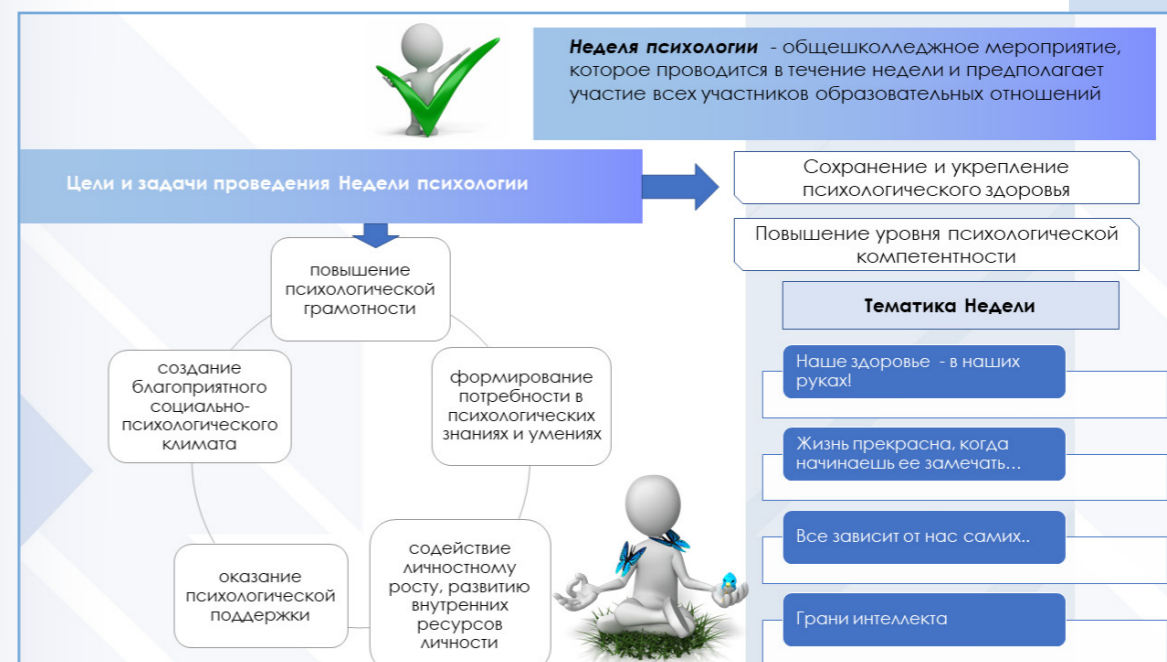 Неделя психологии - общешколледжное мероприятие,
которое проводится в течение недели и предполагает
участие всех участников образовательных отношений
Цели и задачи проведения Недели психологии
Сохранение и укрепление
психологического здоровья
Повышение уровня психологической
компетентности
повышение
психологической
грамотности
формирование
потребности в
психологических
знаниях и умениях
содействие
личностному
росту, развитию
внутренних
ресурсов
личности
оказание
психологической
поддержки
создание
благоприятного
социально-
психологического
климата
Тематика Недели
Наше здоровье - в наших
руках!
Жизнь прекрасна, когда
начинаешь ее замечать...
Все зависит от нас самих..
Грани интеллекта